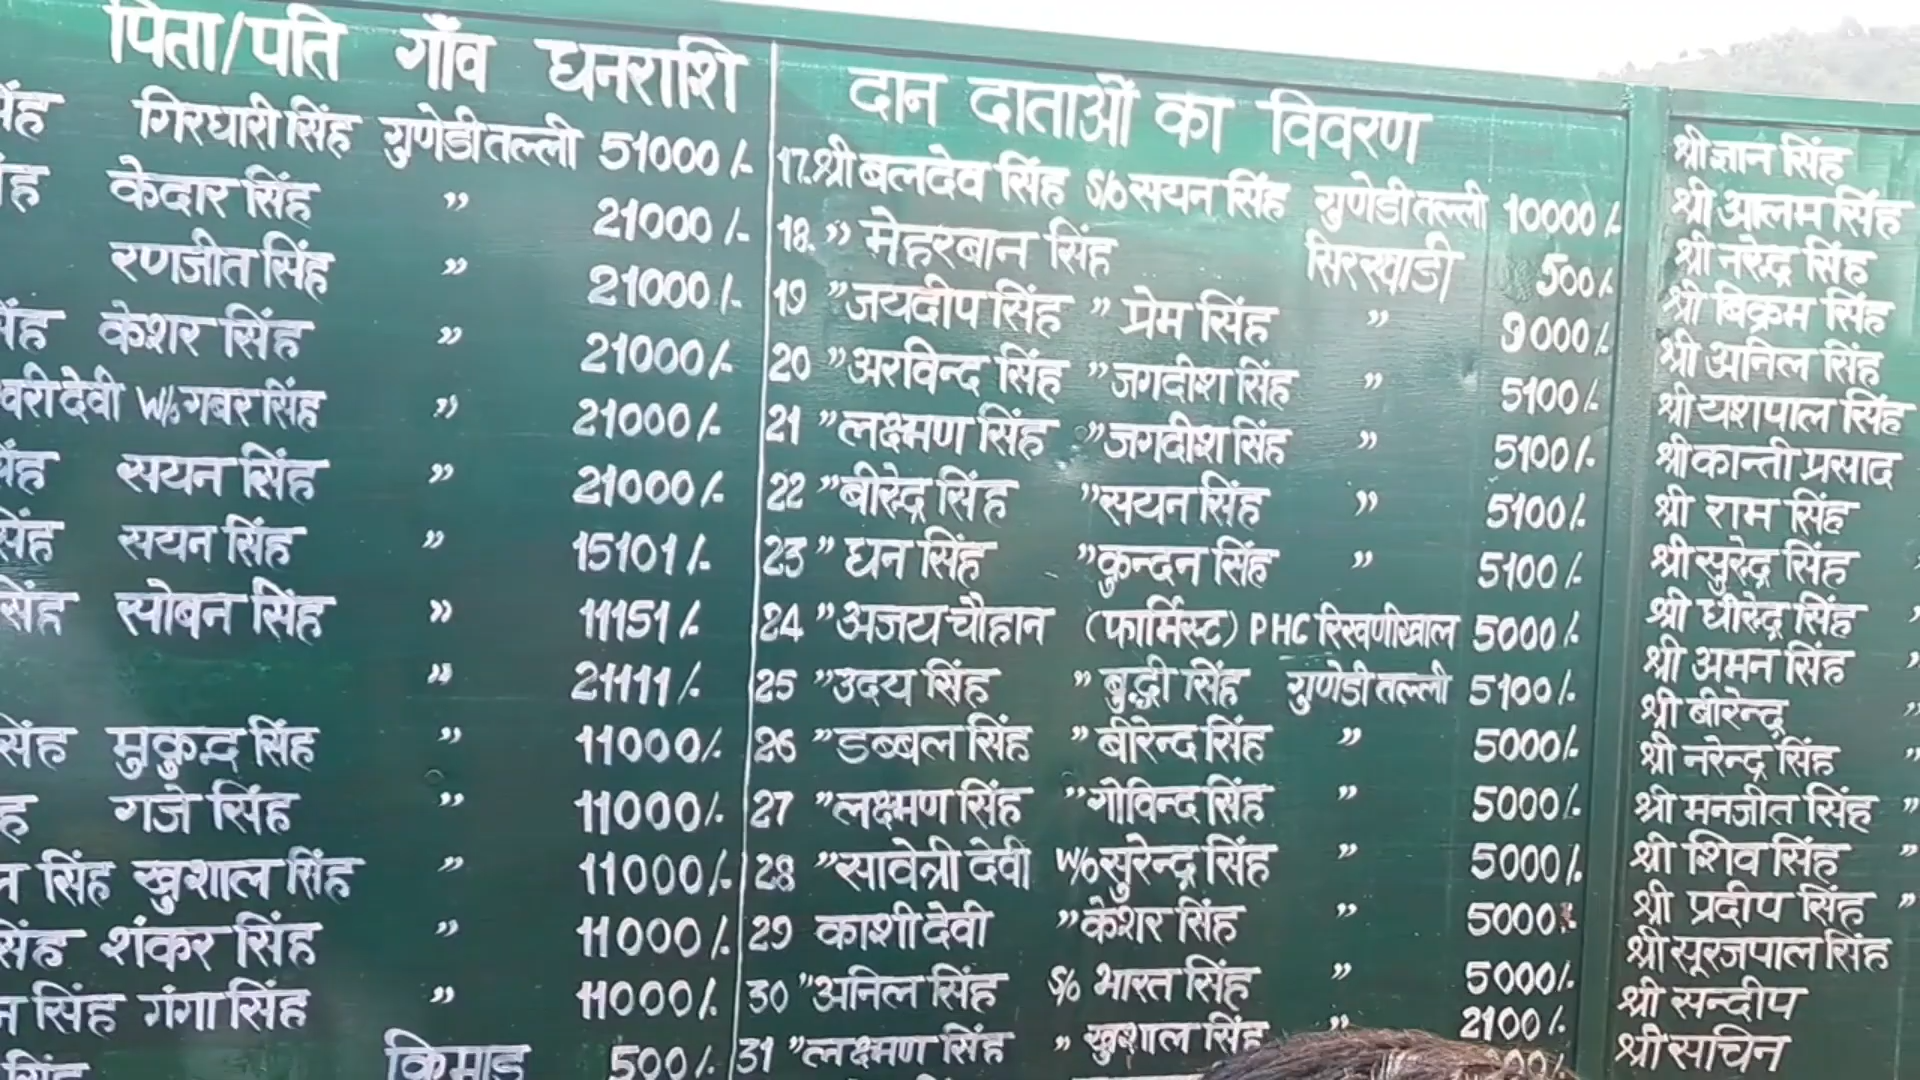 पिता/पति गाँव धनराशि
गिरधारी सिंह गुणेडी तल्ली 51000/-
केदार सिंह " 21000/-
रणजीत सिंह " 21000/-
केशर सिंह " 21000/-
देवी w/o गबर सिंह " 21000/-
सयन सिंह " 21000/-
सिंह सयन सिंह " 15101/-
सिंह स्योबन सिंह " 11151/-
" 21111/-
सिंह मुकुन्द सिंह " 11000/-
गजे सिंह " 11000/-
सिंह खुशाल सिंह " 11000/-
सिंह शंकर सिंह " 11000/-
सिंह गंगा सिंह " 11000/-
किमाड 500/-
दान दाताओं का विवरण
17. श्री बलदेव सिंह S/o सयन सिंह गुणेडी तल्ली 10000/-
18. " मेहरबान सिंह सिरखाडी 500/-
19 " जयदीप सिंह " प्रेम सिंह " 9000/-
20 " अरविन्द सिंह " जगदीश सिंह " 5100/-
21 " लक्ष्मण सिंह " जगदीश सिंह " 5100/-
22 " बीरेन्द्र सिंह " सयन सिंह " 5100/-
23 " धन सिंह " कुन्दन सिंह " 5100/-
24 " अजय चौहान (फार्मिस्ट) PHC रिखणीखाल 5000/-
25 " उदय सिंह " बुद्धी सिंह गुणेडी तल्ली 5100/-
26 " डब्बल सिंह " बीरेन्द सिंह " 5000/-
27 " लक्ष्मण सिंह " गोविन्द सिंह " 5000/-
28 " सावेत्री देवी w/o सुरेन्द्र सिंह " 5000/-
29 काशी देवी " केशर सिंह " 5000
30 " अनिल सिंह S/o भारत सिंह " 5000/-
31 " लक्ष्मण सिंह " खुशाल सिंह " 2100/-
श्री ज्ञान सिंह
श्री आलम सिंह
श्री नरेन्द्र सिंह
श्री बिक्रम सिंह
श्री अनिल सिंह
श्री यशपाल सिंह
श्री कान्ती प्रसाद
श्री राम सिंह
श्री सुरेन्द्र सिंह
श्री धीरेन्द्र सिंह
श्री अमन सिंह
श्री बीरेन्द्र
श्री नरेन्द्र सिंह
श्री मनजीत सिंह "
श्री शिव सिंह "
श्री प्रदीप सिंह "
श्री सूरजपाल सिंह
श्री सन्दीप
श्री सचिन